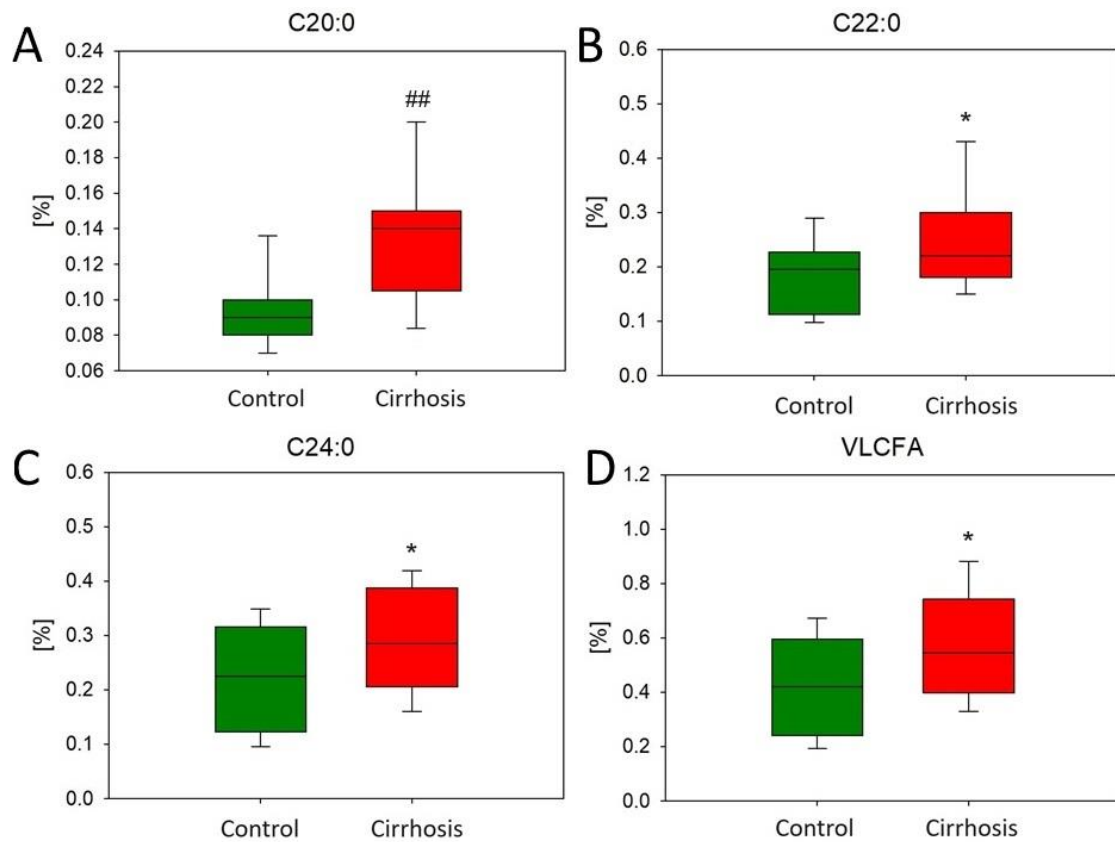 A
C20:0
0.24
0.22
0.20
0.18
0.16
0.14
0.12
0.10
0.08
0.06
[%]
##
Control
Cirrhosis
B
C22:0
0.6
0.5
0.4
0.3
0.2
0.1
0.0
[%]
*
Control
Cirrhosis
C
C24:0
0.6
0.5
0.4
0.3
0.2
0.1
0.0
[%]
*
Control
Cirrhosis
D
VLCFA
1.2
1.0
0.8
0.6
0.4
0.2
0.0
[%]
*
Control
Cirrhosis